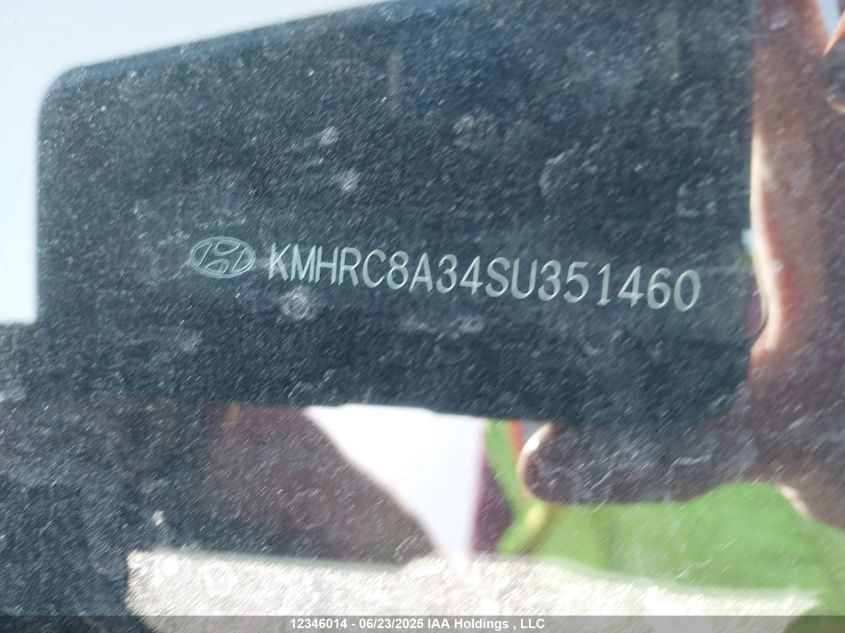 KMHRC8A34SU351460
12346014 - 06/23/2025 IAA Holdings , LLC